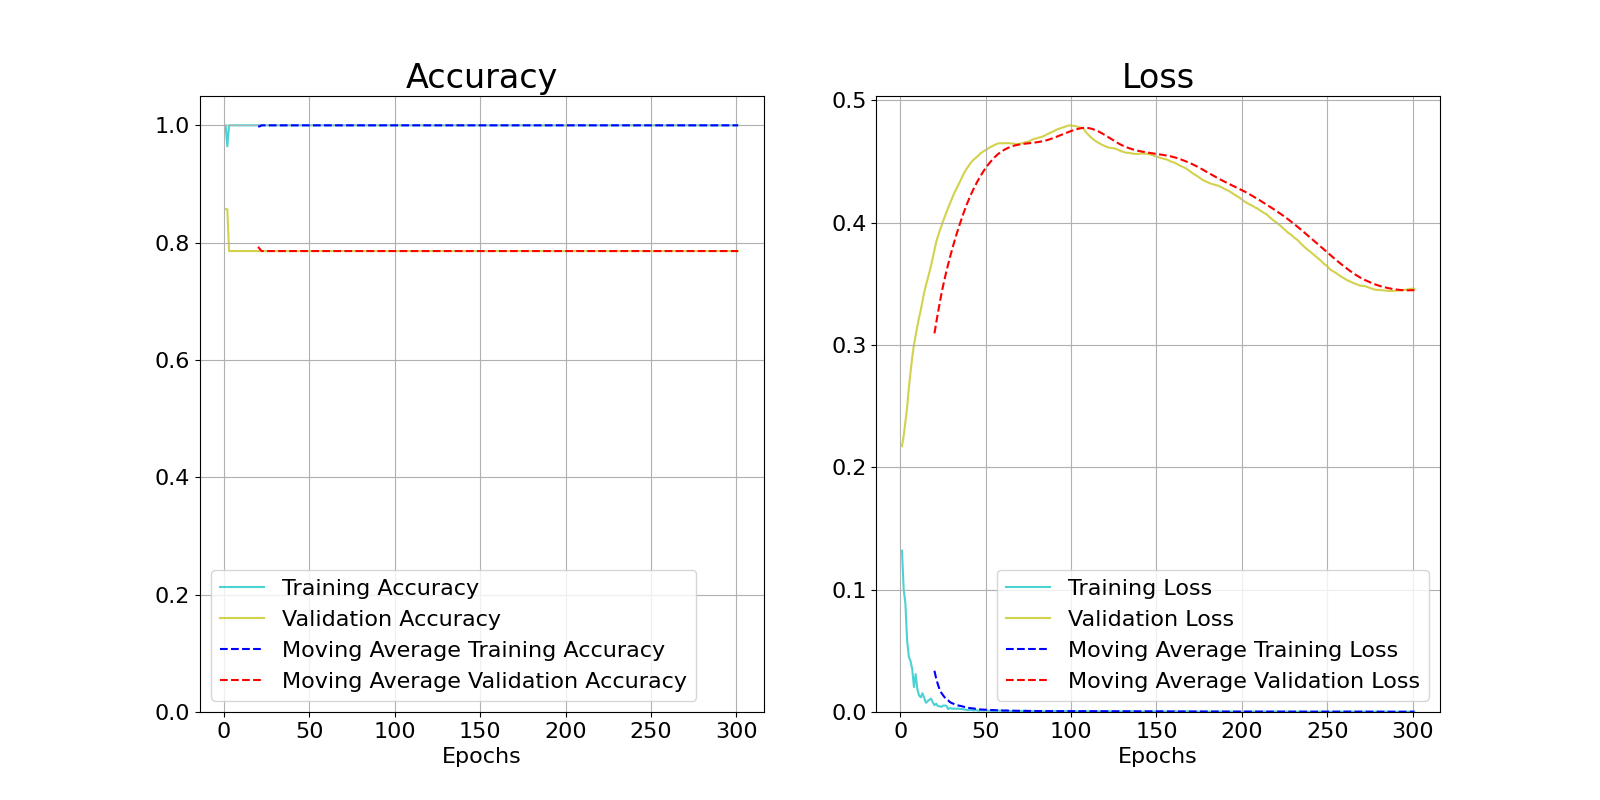 Accuracy
1.0
0.8
0.6
0.4
0.2
0.0
Training Accuracy
Validation Accuracy
Moving Average Training Accuracy
Moving Average Validation Accuracy
0 50 100 150 200 250 300
Epochs
Loss
0.5
0.4
0.3
0.2
0.1
0.0
Training Loss
Validation Loss
Moving Average Training Loss
Moving Average Validation Loss
0 50 100 150 200 250 300
Epochs